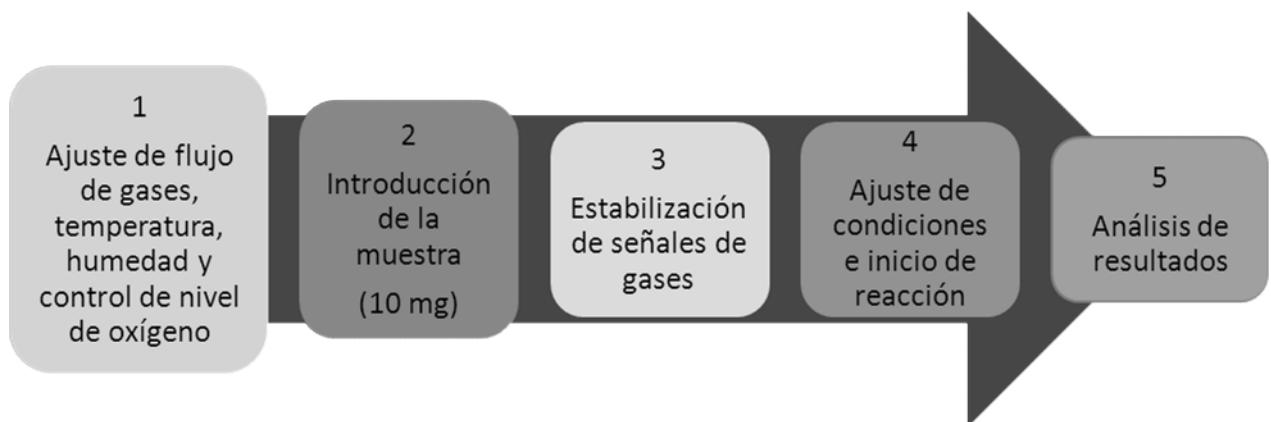 1
Ajuste de flujo
de gases,
temperatura,
humedad y
control de nivel
de oxígeno
2
Introducción
de la
muestra
(10 mg)
3
Estabilización
de señales de
gases
4
Ajuste de
condiciones
e inicio de
reacción
5
Análisis de
resultados